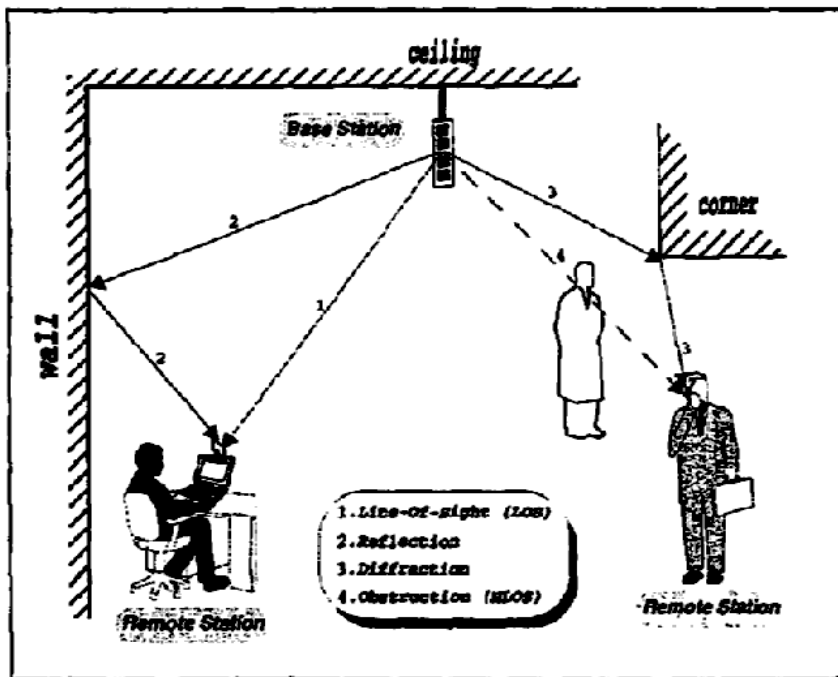 ceiling
Base Station
3
corner
2
4
1
wall
2
3
1.Line-Of-Sight (LOS)
2.Reflection
3.Diffraction
4.Obstruction (NLOS)
Remote Station
Remote Station